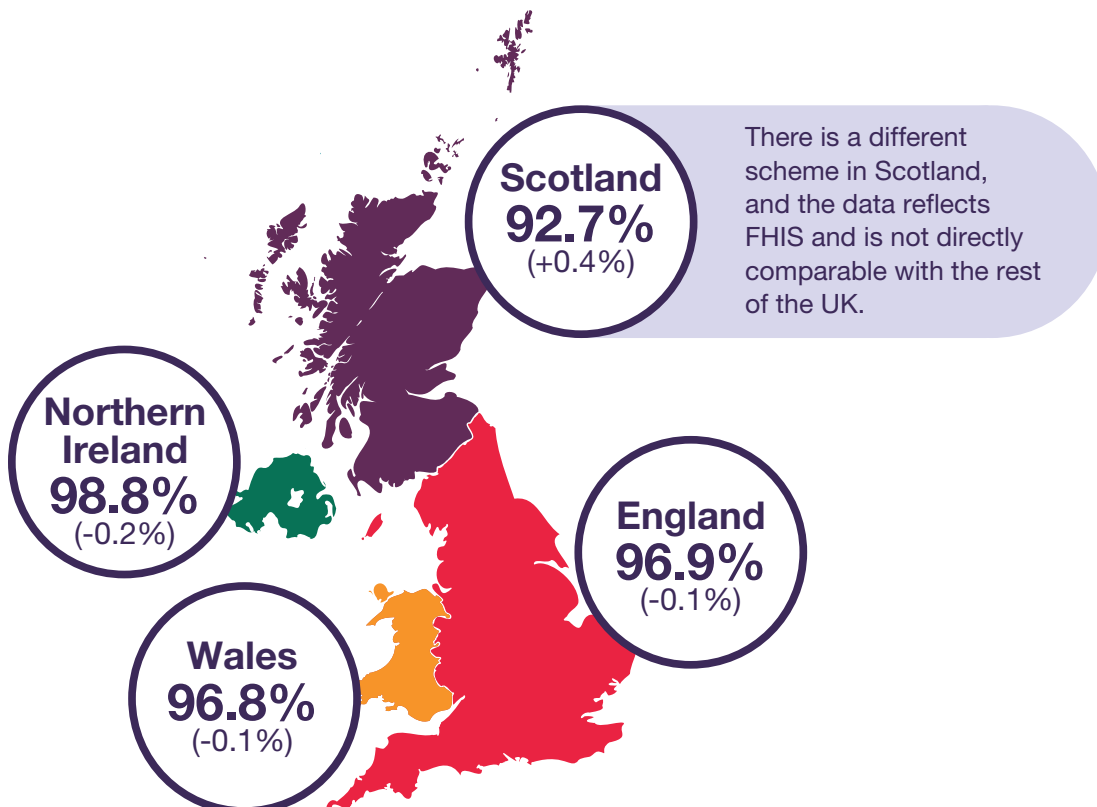 Scotland
92.7%
(+0.4%)
There is a different
scheme in Scotland,
and the data reflects
FHIS and is not directly
comparable with the rest
of the UK.
Northern
Ireland
98.8%
(-0.2%)
England
96.9%
(-0.1%)
Wales
96.8%
(-0.1%)